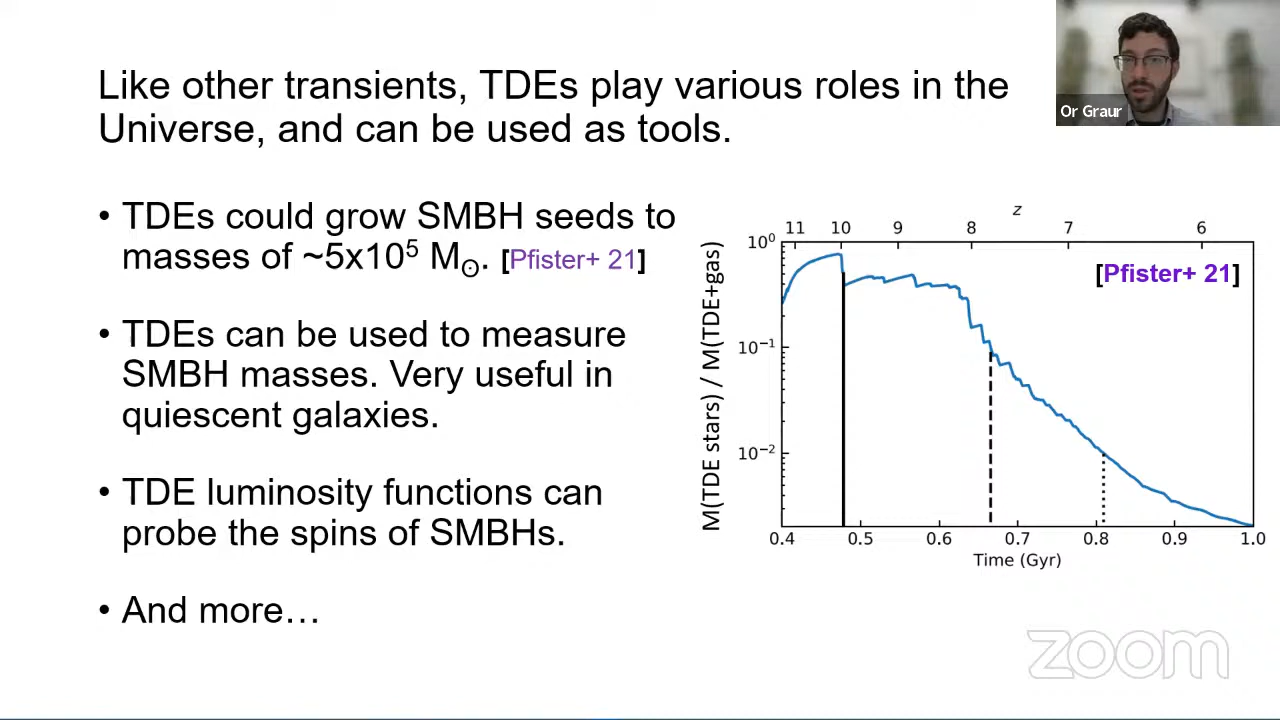 Like other transients, TDEs play various roles in the
Universe, and can be used as tools.
Or Graur
• TDEs could grow SMBH seeds to
masses of ~5x10⁵ M☉. [Pfister+ 21]
• TDEs can be used to measure
SMBH masses. Very useful in
quiescent galaxies.
• TDE luminosity functions can
probe the spins of SMBHs.
• And more…
z
11 10 9 8 7 6
[Pfister+ 21]
M(TDE stars) / M(TDE+gas)
10⁰
10⁻¹
10⁻²
0.4 0.5 0.6 0.7 0.8 0.9 1.0
Time (Gyr)
zoom